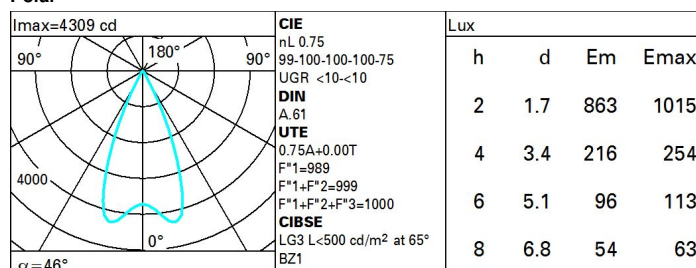 Imax=4309 cd
90°
180°
90°
4000
0°
α=46°
CIE
nL 0.75
99-100-100-100-75
UGR <10-<10
DIN
A.61
UTE
0.75A+0.00T
F"1=989
F"1+F"2=999
F"1+F"2+F"3=1000
CIBSE
LG3 L<500 cd/m² at 65°
BZ1
Lux
h d Em Emax
2 1.7 863 1015
4 3.4 216 254
6 5.1 96 113
8 6.8 54 63